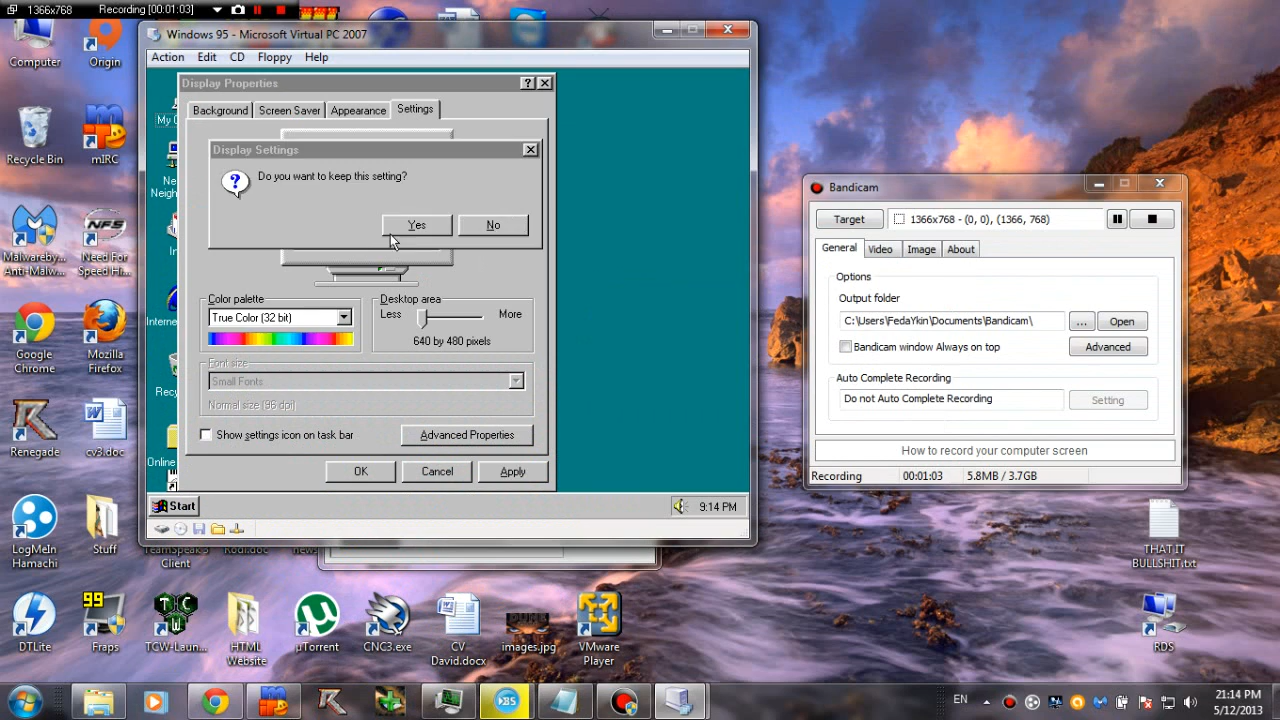 1366x768 Recording [00:01:03]
Computer
Origin
Recycle Bin
mIRC
Malwareby...
Anti-Malw...
Need For
Speed Hi...
Google
Chrome
Mozilla
Firefox
Renegade
cv3.doc
LogMeIn
Hamachi
Stuff
TeamSpeak 3
Client
Rodi.doc
DTLite
99
Fraps
TCW-Laun...
HTML
Website
µTorrent
CNC3.exe
CV
David.docx
images.jpg
VMware
Player
THAT IT
BULLSHIT.txt
RDS
Windows 95 - Microsoft Virtual PC 2007
Action Edit CD Floppy Help
Display Properties
Background Screen Saver Appearance Settings
Display Settings
Do you want to keep this setting?
Yes No
Color palette
True Color (32 bit)
Desktop area
Less More
640 by 480 pixels
Font size
Small Fonts
Normal size (96 dpi)
Show settings icon on task bar
Advanced Properties
OK Cancel Apply
Start
9:14 PM
Bandicam
Target 1366x768 - (0, 0), (1366, 768)
General Video Image About
Options
Output folder
C:\Users\FedaYkin\Documents\Bandicam\ ... Open
Bandicam window Always on top Advanced
Auto Complete Recording
Do not Auto Complete Recording Setting
How to record your computer screen
Recording 00:01:03 5.8MB / 3.7GB
EN
21:14 PM
5/12/2013